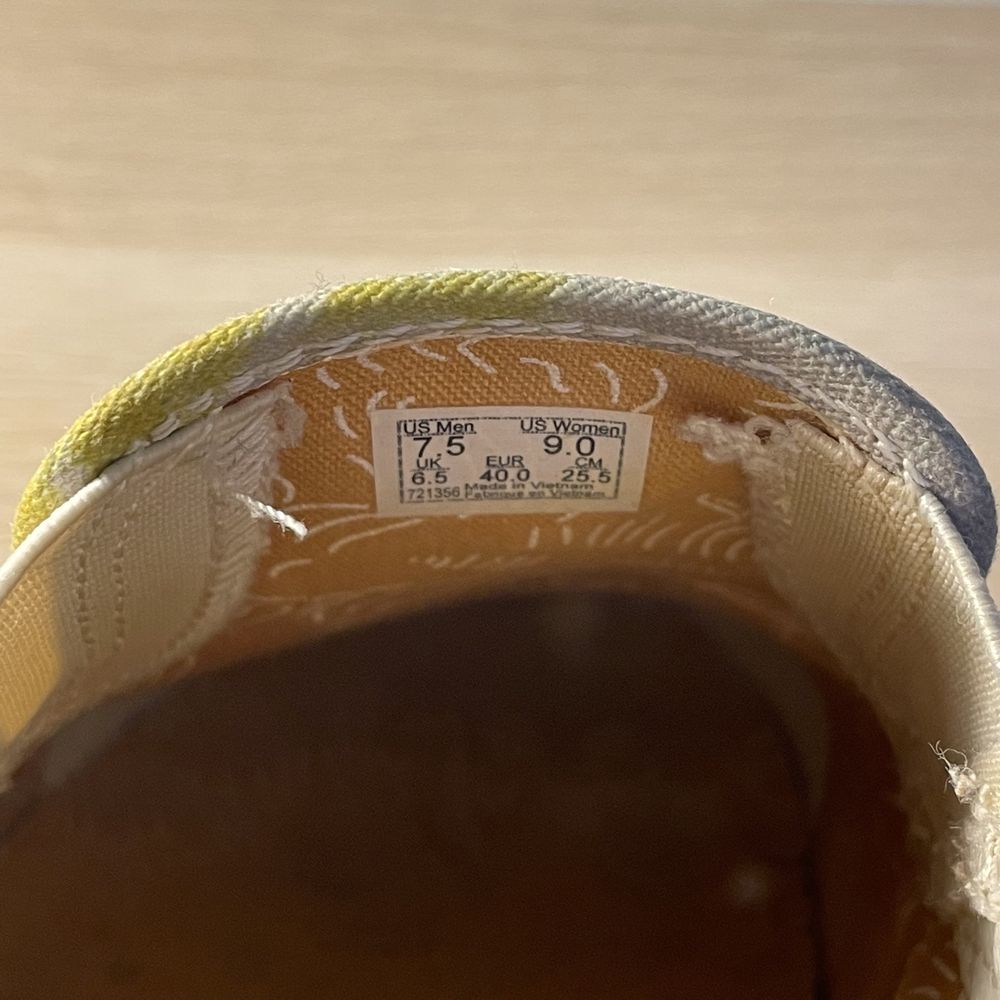 US Men US Women
7.5 9.0
UK EUR CM
6.5 40.0 25.5
721356 Made in Vietnam
Fabriqué en Vietnam